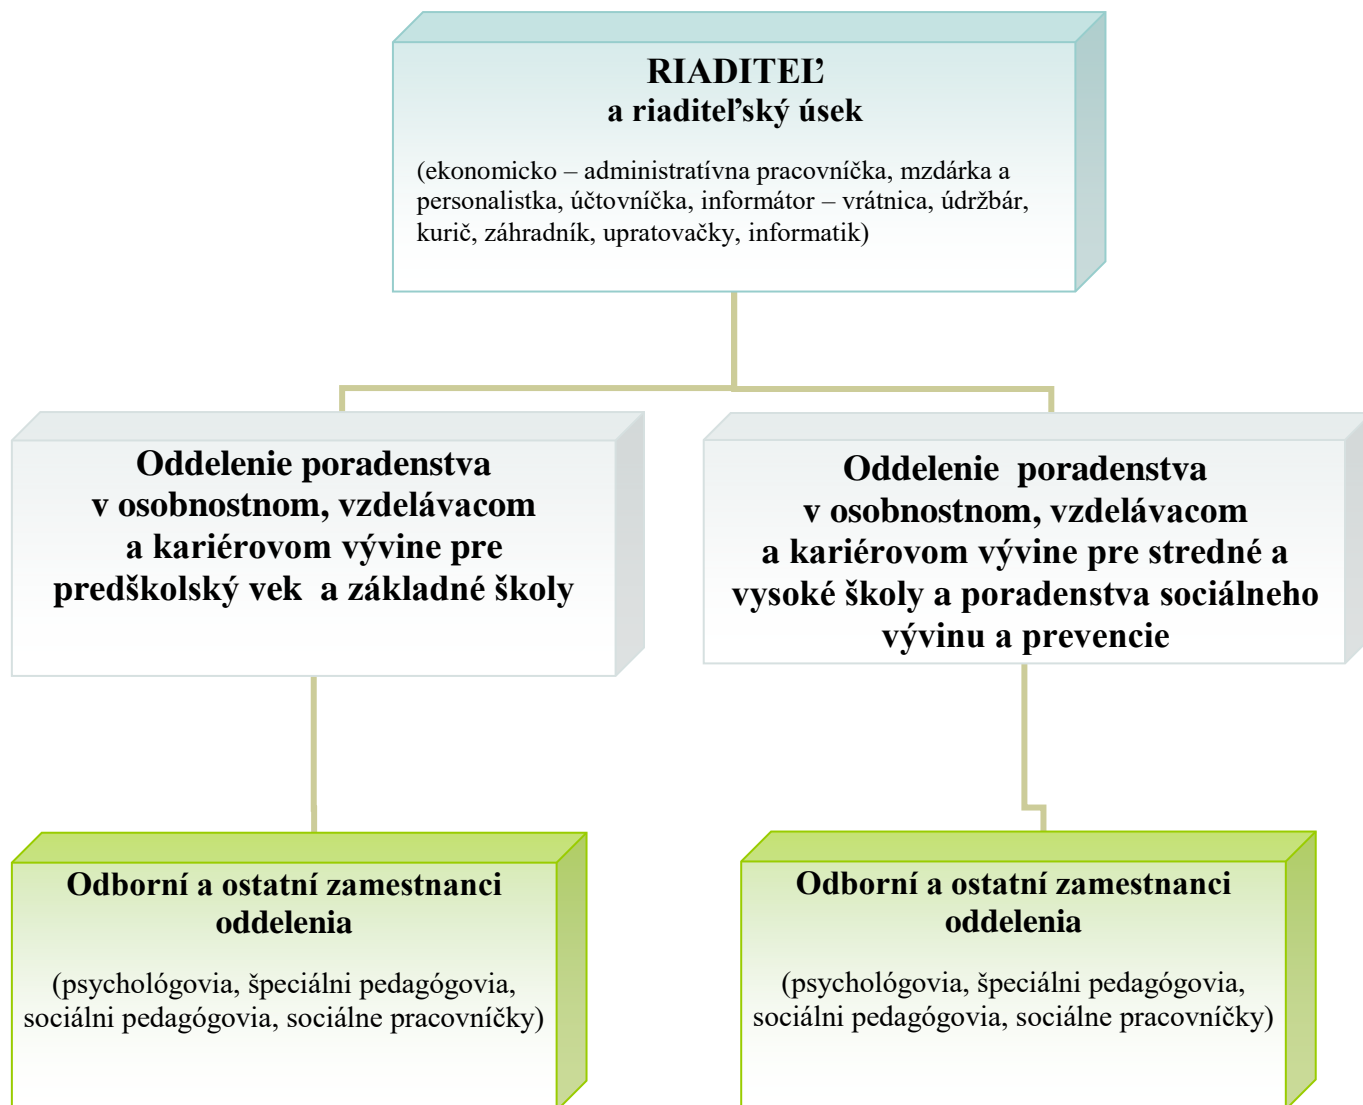 RIADITEĽ
a riaditeľský úsek
(ekonomicko – administratívna pracovníčka, mzdárka a
personalistka, účtovníčka, informátor – vrátnica, údržbár,
kurič, záhradník, upratovačky, informatik)
Oddelenie poradenstva
v osobnostnom, vzdelávacom
a kariérovom vývine pre
predškolský vek a základné školy
Oddelenie poradenstva
v osobnostnom, vzdelávacom
a kariérovom vývine pre stredné a
vysoké školy a poradenstva sociálneho
vývinu a prevencie
Odborní a ostatní zamestnanci
oddelenia
(psychológovia, špeciálni pedagógovia,
sociálni pedagógovia, sociálne pracovníčky)
Odborní a ostatní zamestnanci
oddelenia
(psychológovia, špeciálni pedagógovia,
sociálni pedagógovia, sociálne pracovníčky)